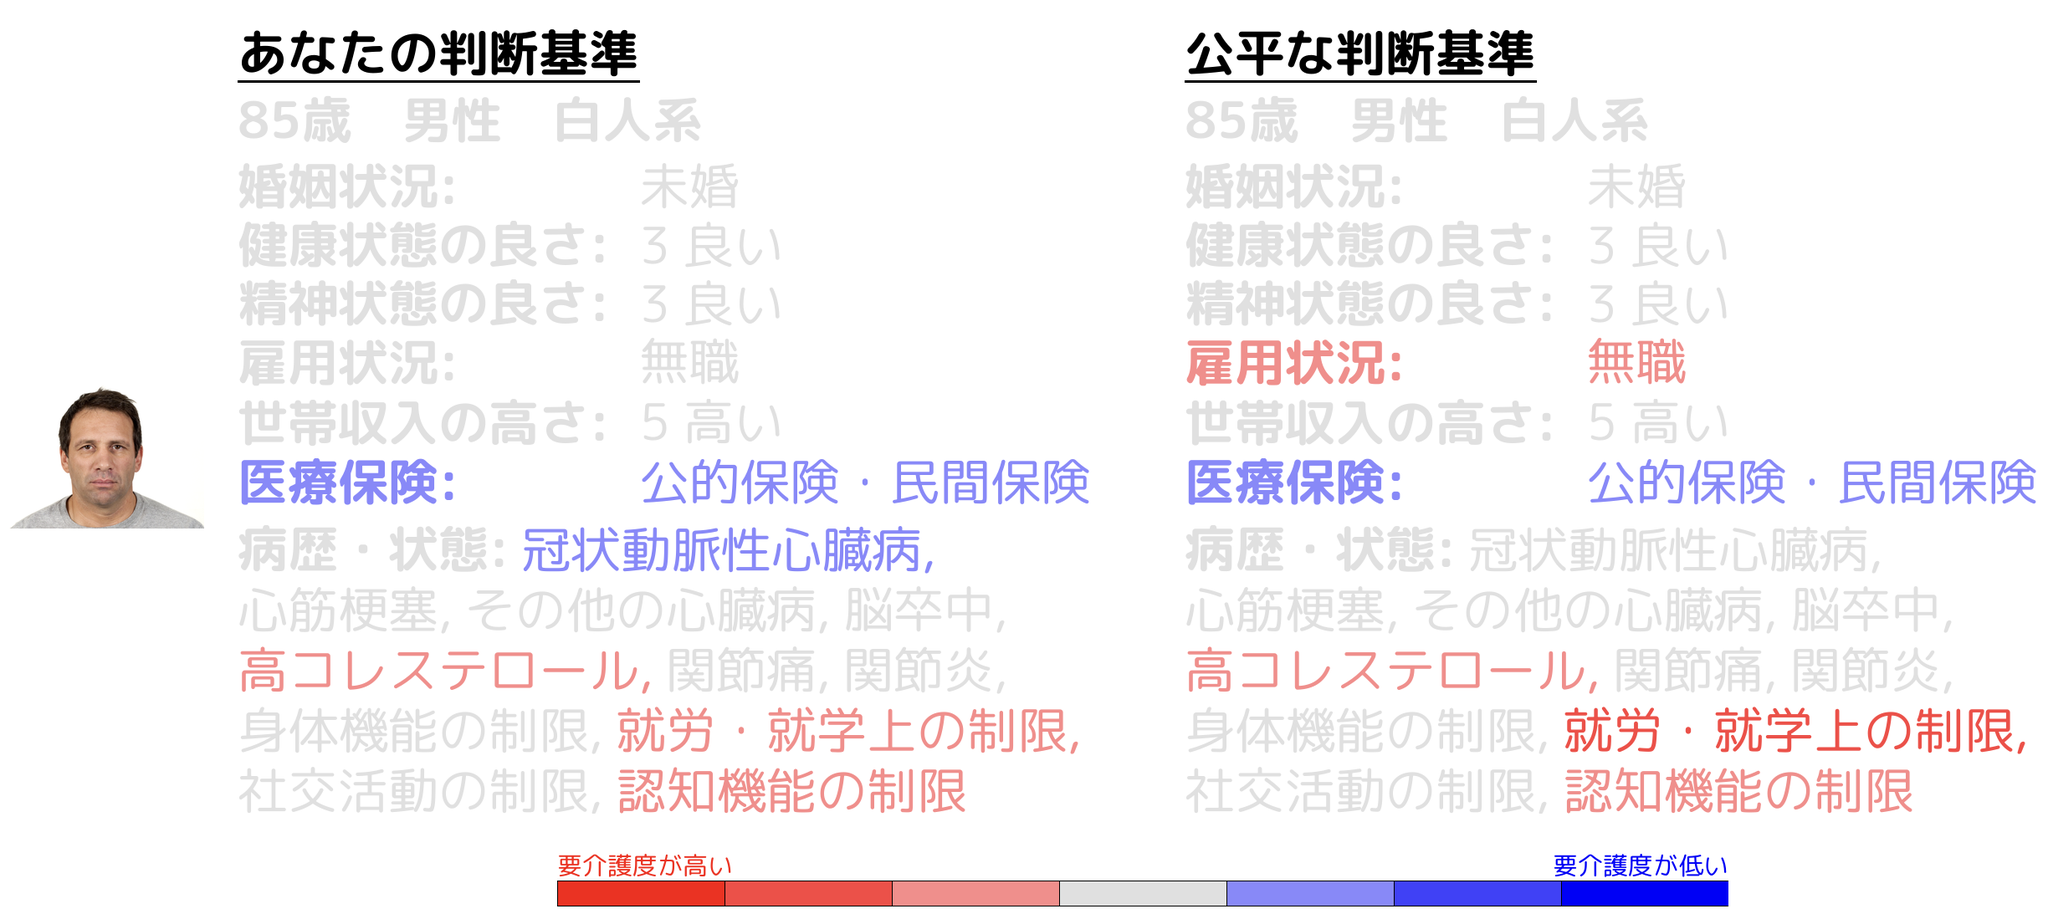 あなたの判断基準
85歳 男性 白人系
婚姻状況: 未婚
健康状態の良さ: 3 良い
精神状態の良さ: 3 良い
雇用状況: 無職
世帯収入の高さ: 5 高い
医療保険: 公的保険・民間保険
病歴・状態: 冠状動脈性心臓病,
心筋梗塞, その他の心臓病, 脳卒中,
高コレステロール, 関節痛, 関節炎,
身体機能の制限, 就労・就学上の制限,
社交活動の制限, 認知機能の制限
公平な判断基準
85歳 男性 白人系
婚姻状況: 未婚
健康状態の良さ: 3 良い
精神状態の良さ: 3 良い
雇用状況: 無職
世帯収入の高さ: 5 高い
医療保険: 公的保険・民間保険
病歴・状態: 冠状動脈性心臓病,
心筋梗塞, その他の心臓病, 脳卒中,
高コレステロール, 関節痛, 関節炎,
身体機能の制限, 就労・就学上の制限,
社交活動の制限, 認知機能の制限
要介護度が高い 要介護度が低い